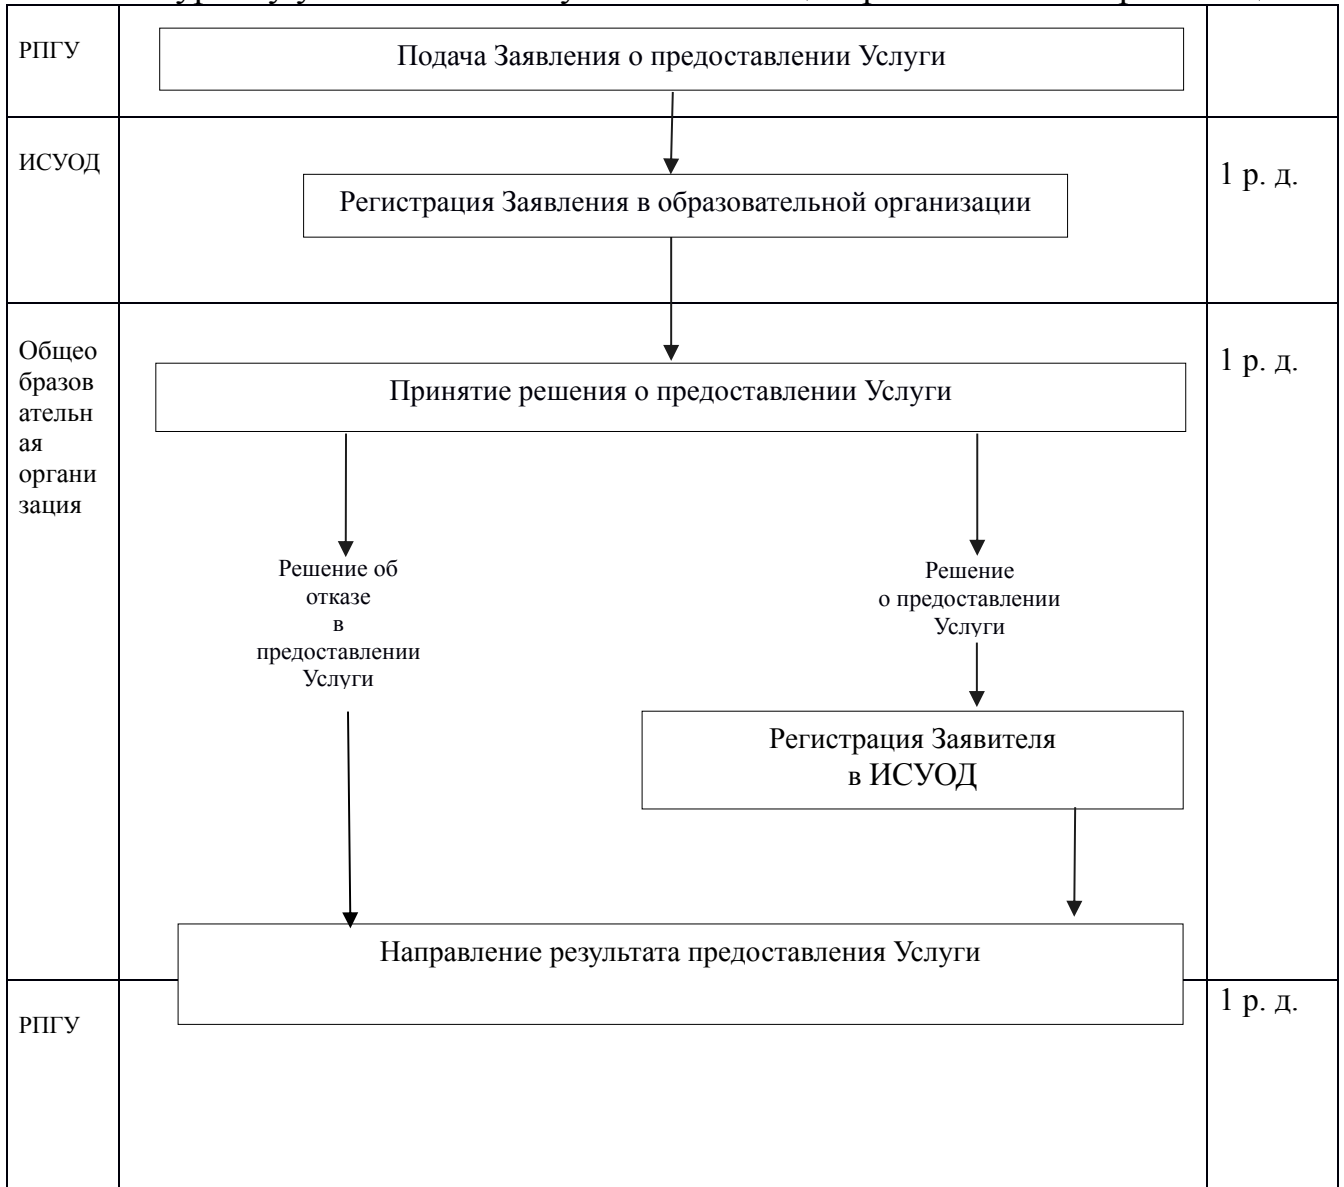 РПГУ
Подача Заявления о предоставлении Услуги
ИСУОД
Регистрация Заявления в образовательной организации
1 р. д.
Общео
бразов
ательн
ая
органи
зация
Принятие решения о предоставлении Услуги
1 р. д.
Решение об
отказе
в
предоставлении
Услуги
Решение
о предоставлении
Услуги
Регистрация Заявителя
в ИСУОД
Направление результата предоставления Услуги
РПГУ
1 р. д.